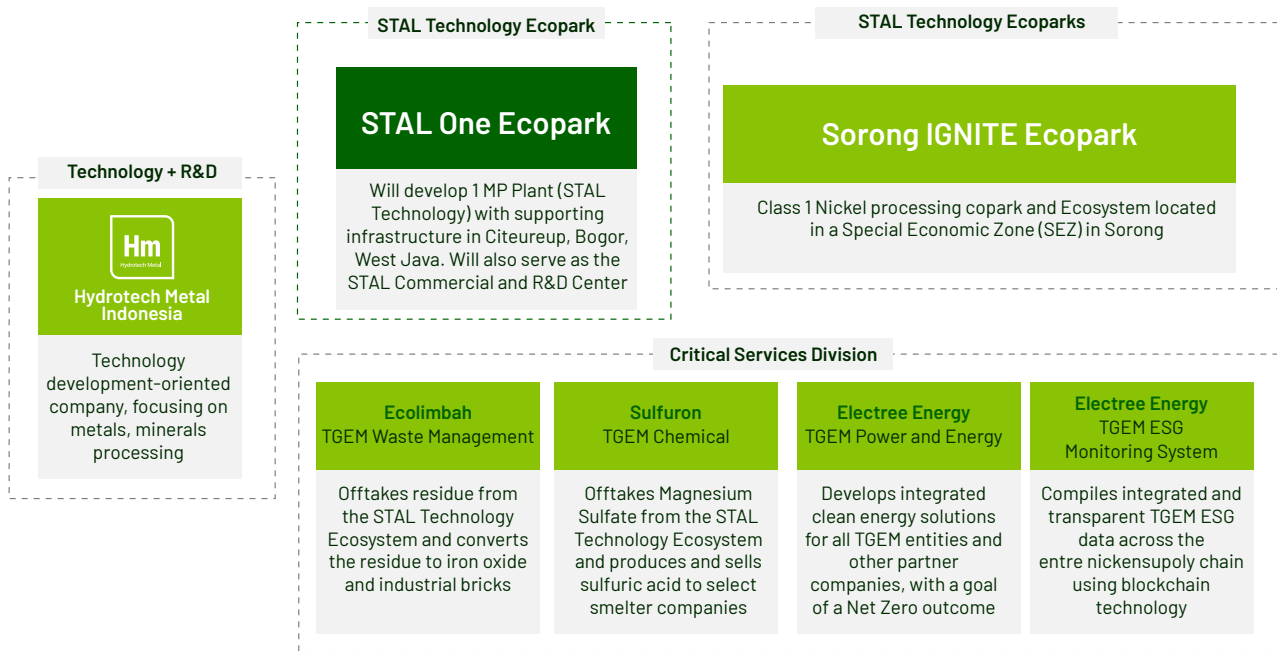 Technology + R&D
Hm
Hydrotech Metal
Hydrotech Metal
Indonesia
Technology
development-oriented
company, focusing on
metals, minerals
processing
STAL Technology Ecopark
STAL One Ecopark
Will develop 1 MP Plant (STAL
Technology) with supporting
infrastructure in Citeureup, Bogor,
West Java. Will also serve as the
STAL Commercial and R&D Center
STAL Technology Ecoparks
Sorong IGNITE Ecopark
Class 1 Nickel processing copark and Ecosystem located
in a Special Economic Zone (SEZ) in Sorong
Critical Services Division
Ecolimbah
TGEM Waste Management
Offtakes residue from
the STAL Technology
Ecosystem and converts
the residue to iron oxide
and industrial bricks
Sulfuron
TGEM Chemical
Offtakes Magnesium
Sulfate from the STAL
Technology Ecosystem
and produces and sells
sulfuric acid to select
smelter companies
Electree Energy
TGEM Power and Energy
Develops integrated
clean energy solutions
for all TGEM entities and
other partner
companies, with a goal
of a Net Zero outcome
Electree Energy
TGEM ESG
Monitoring System
Compiles integrated and
transparent TGEM ESG
data across the
entre nickensupoly chain
using blockchain
technology